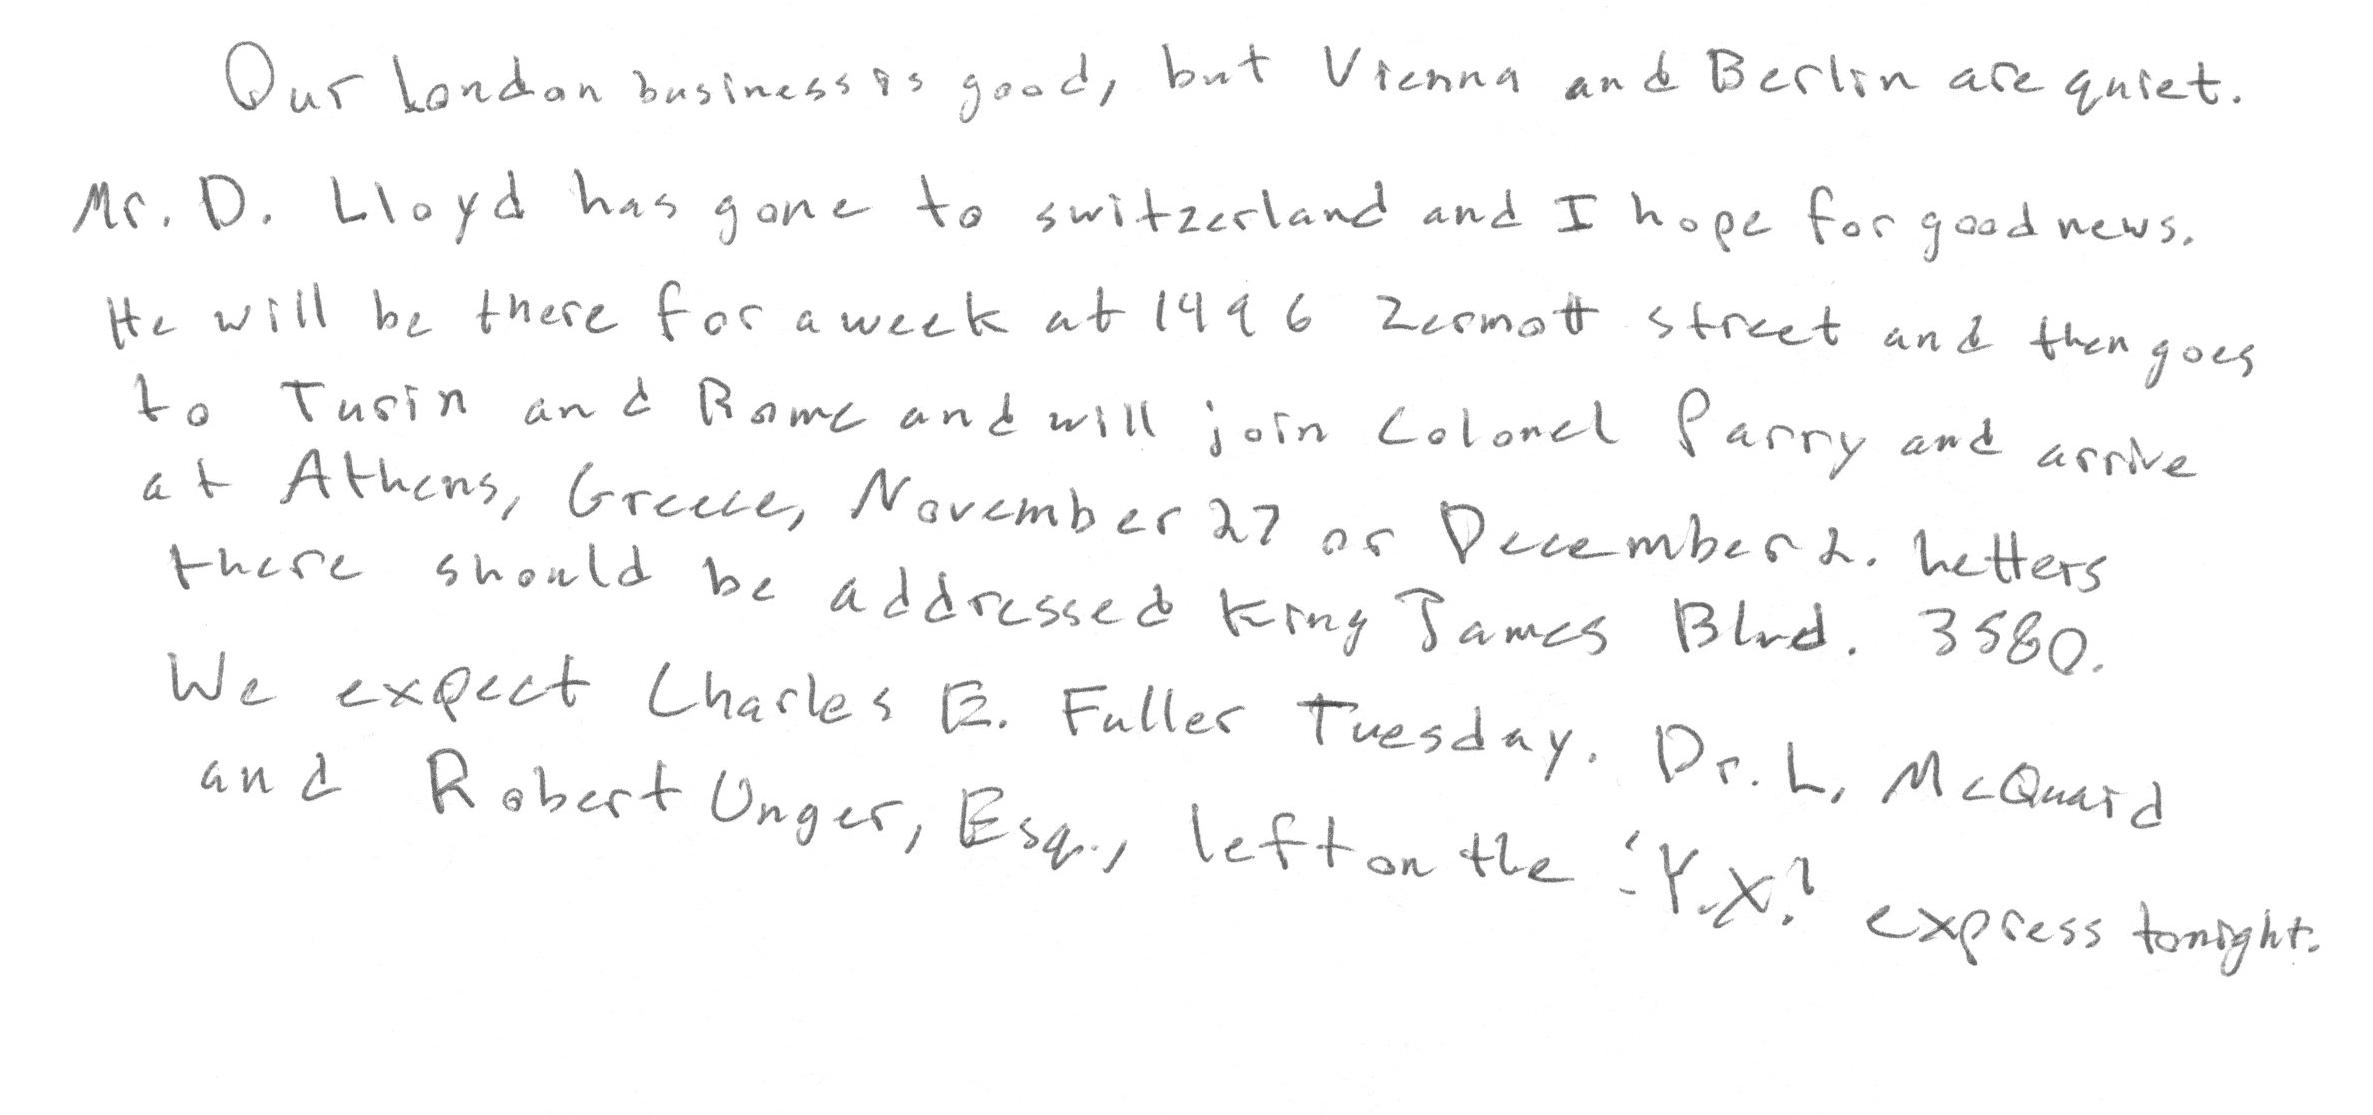 Our London business is good, but Vienna and Berlin are quiet.
Mr. D. Lloyd has gone to switzerland and I hope for good news.
He will be there for a week at 1496 Zermott street and then goes
to Turin and Rome and will join Colonel Parry and arrive
at Athens, Greece, November 27 or December 2. Letters
there should be addressed King James Blvd. 3580.
We expect Charles E. Fuller Tuesday. Dr. L. McQuaid
and Robert Unger, Esq., left on the "Y.X." express tonight.